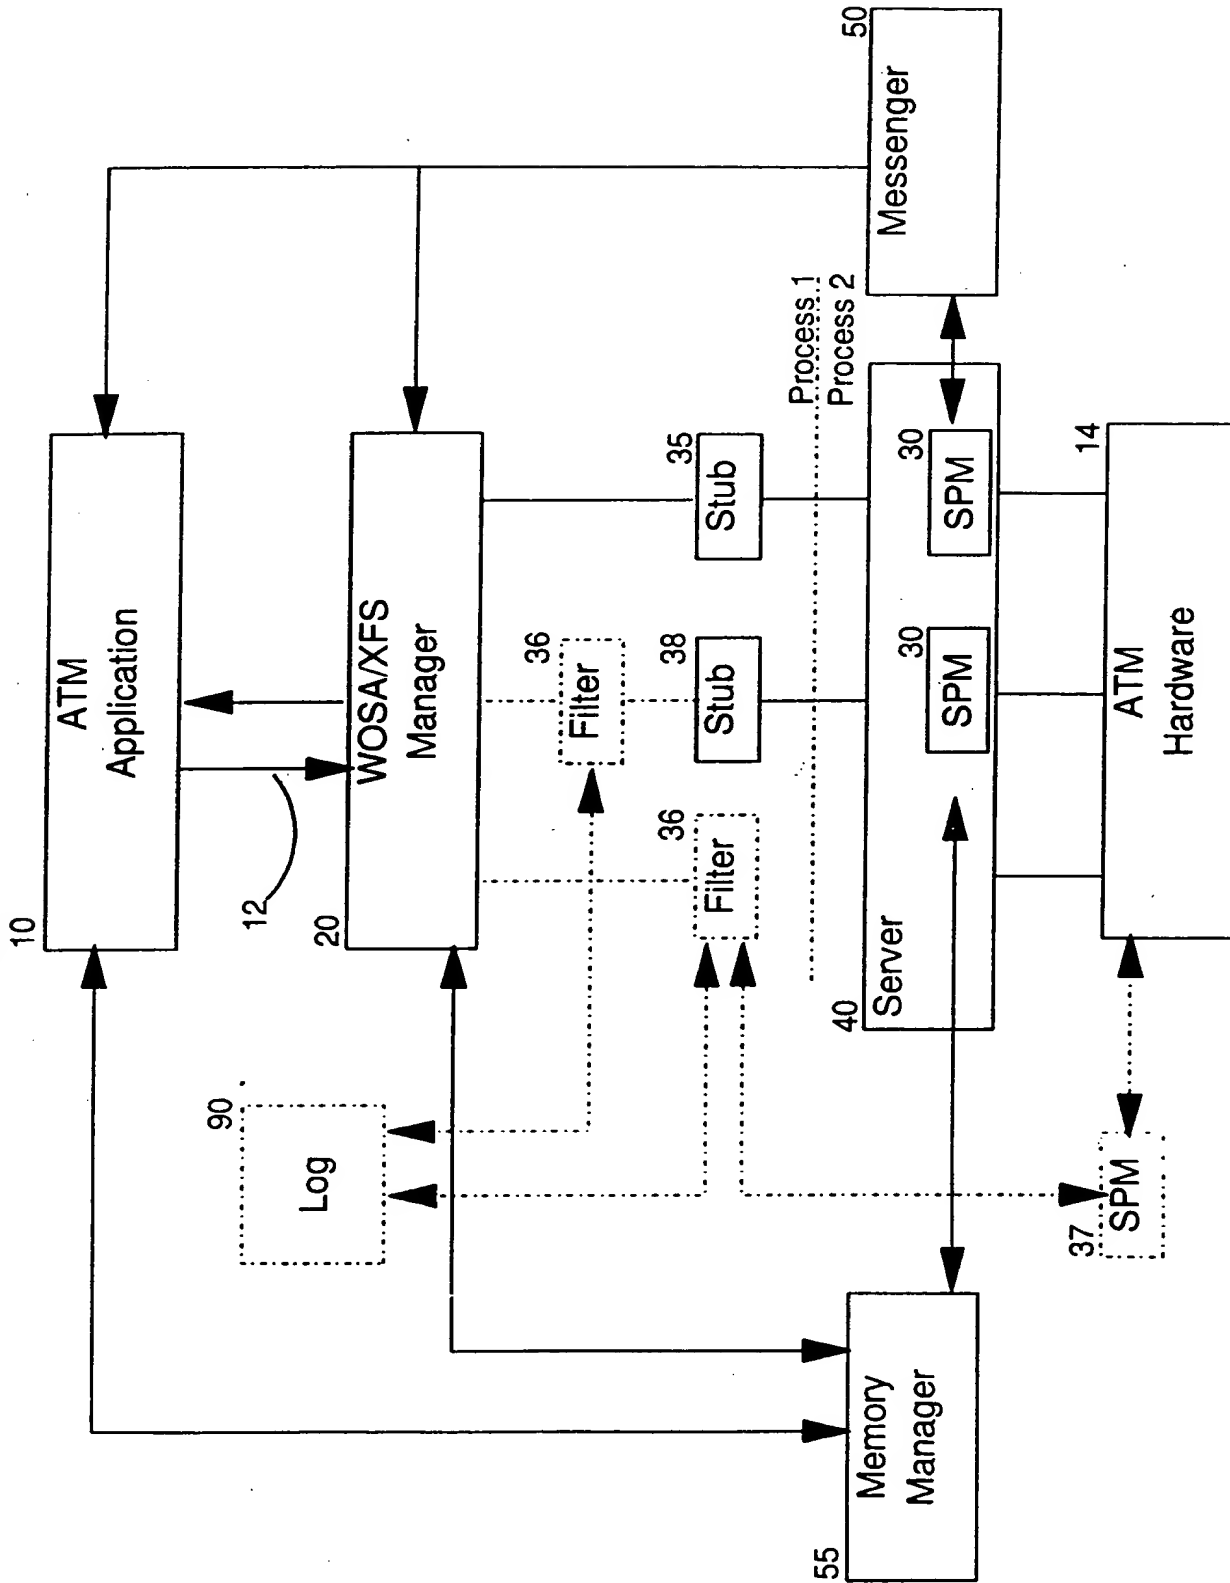 10
ATM
Application
12
20
WOSA/XFS
Manager
90
Log
36
Filter
36
Filter
38
Stub
35
Stub
Process 1
Process 2
40
Server
30
SPM
30
SPM
50
Messenger
55
Memory
Manager
37
SPM
14
ATM
Hardware